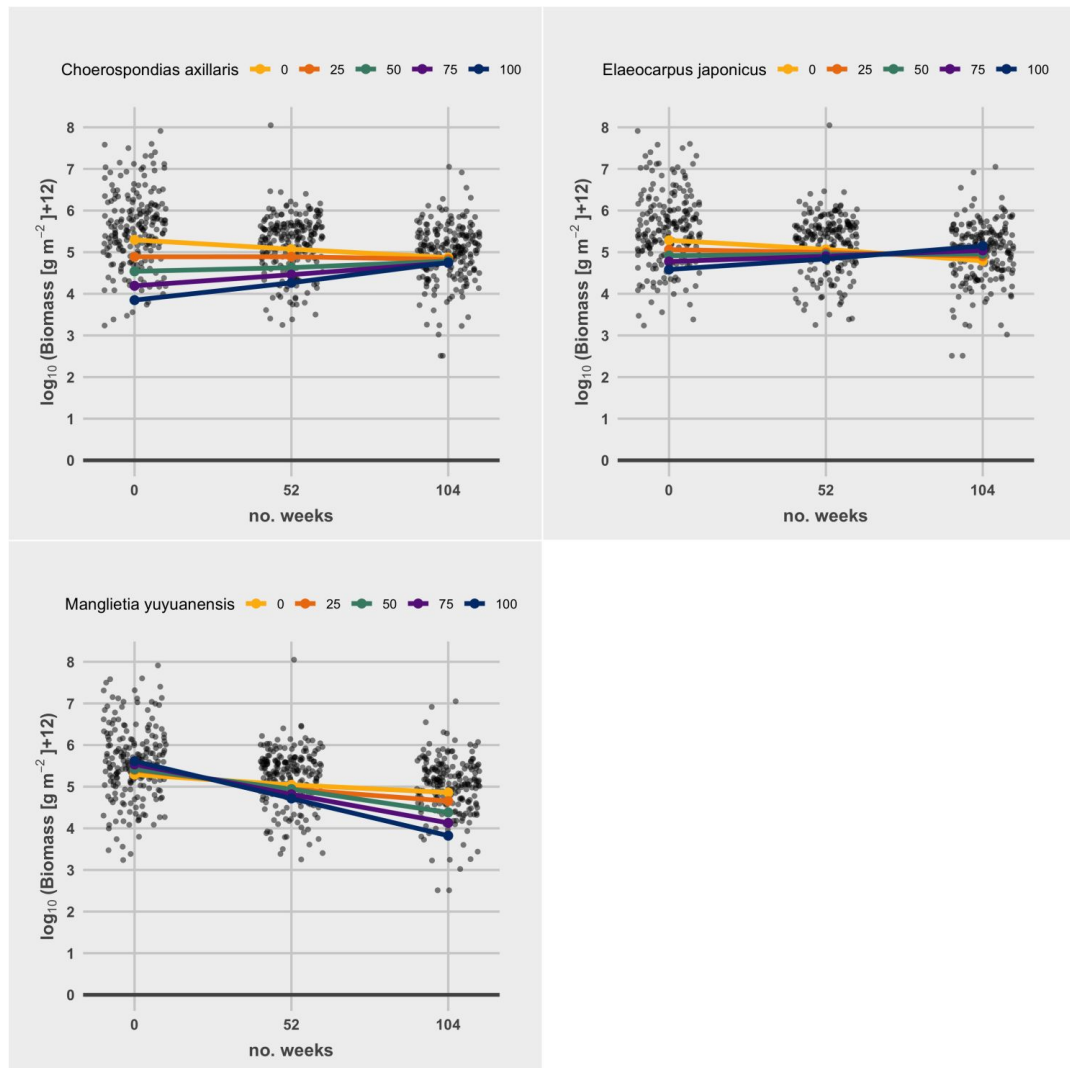 Choerospondias axillaris 0 25 50 75 100
8
7
6
5
4
3
2
1
0
log₁₀ (Biomass [g m⁻² ]+12)
0 52 104
no. weeks
Elaeocarpus japonicus 0 25 50 75 100
8
7
6
5
4
3
2
1
0
log₁₀ (Biomass [g m⁻² ]+12)
0 52 104
no. weeks
Manglietia yuyuanensis 0 25 50 75 100
8
7
6
5
4
3
2
1
0
log₁₀ (Biomass [g m⁻² ]+12)
0 52 104
no. weeks